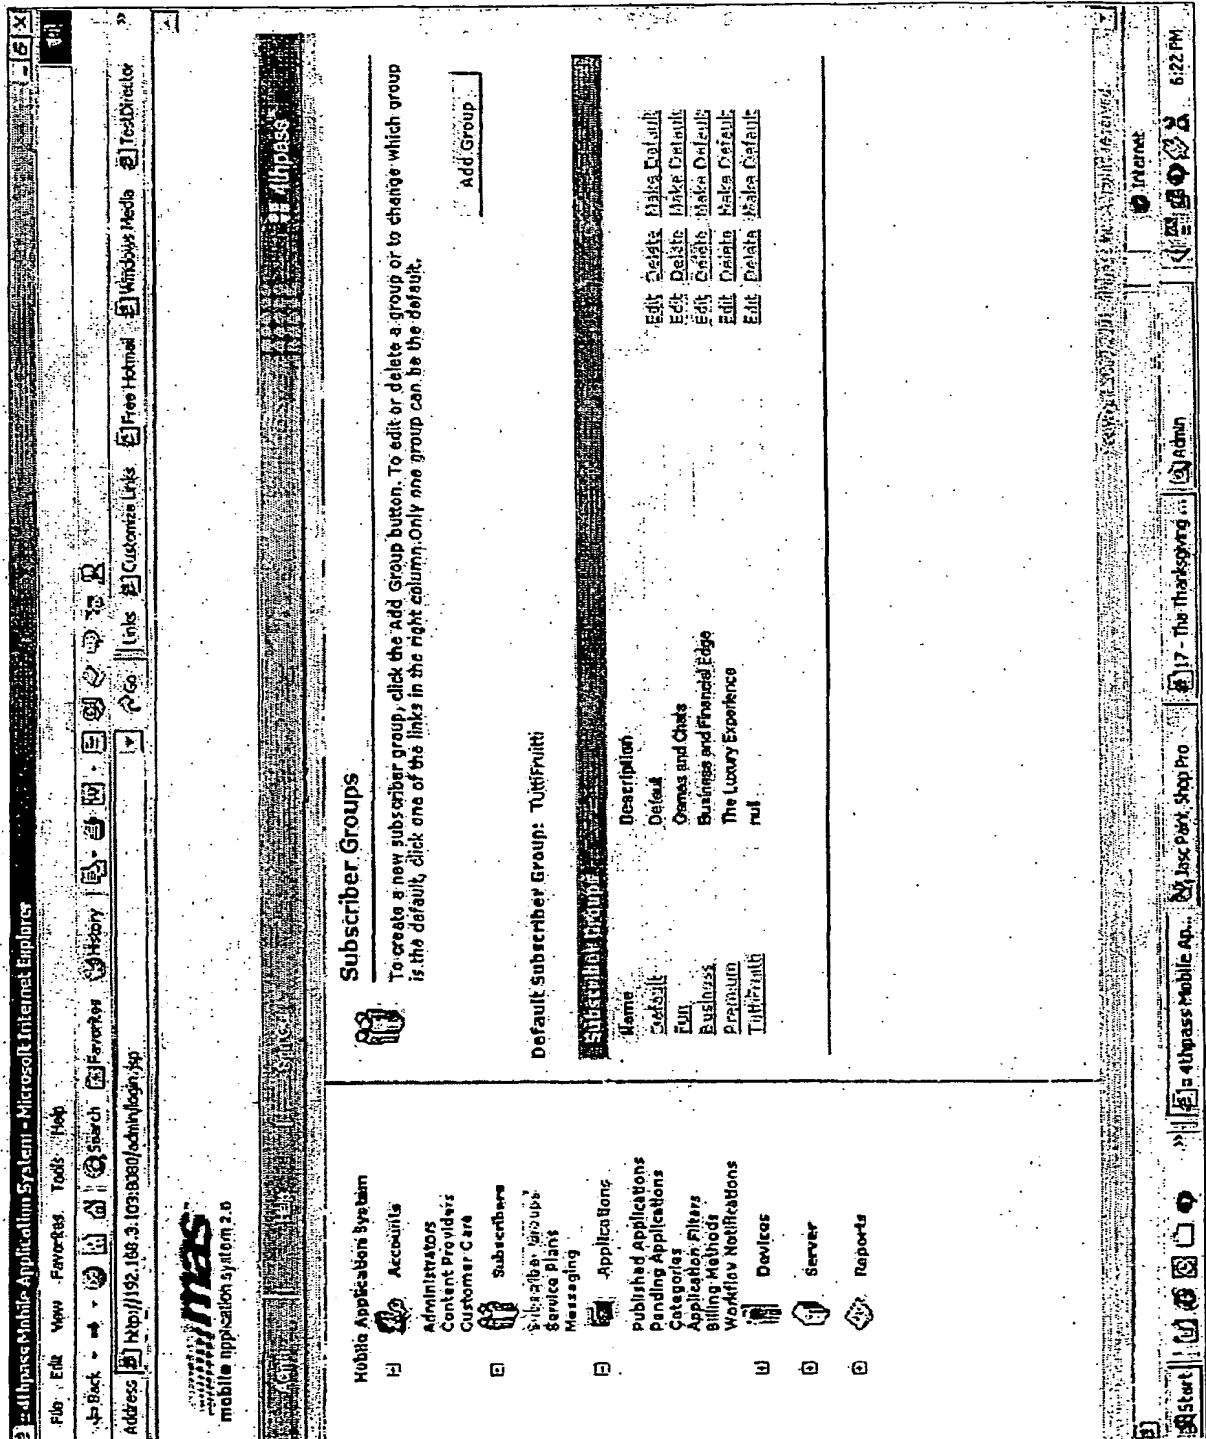 4thpass Mobile Application System - Microsoft Internet Explorer
File Edit View Favorites Tools Help
Back Search Favorites History
Address http://192.168.3.103:8080/admin/login.jsp Go Links Customize Links Free Hotmail Windows Media TestDirector
mas
mobile application system 2.0
4thpass
Mobile Application System
Accounts
Administrators
Content Providers
Customer Care
Subscribers
Subscriber Groups
Service Plans
Messaging
Applications
Published Applications
Pending Applications
Categories
Application Filters
Billing Methods
Workflow Notifications
Devices
Server
Reports
Subscriber Groups
To create a new subscriber group, click the Add Group button. To edit or delete a group or to change which group
is the default, click one of the links in the right column. Only one group can be the default.
Add Group
Default Subscriber Group: TuttiFruitti
Subscriber Groups
Name Description
Default Default Edit Delete Make Default
Fun Games and Chats Edit Delete Make Default
Business Business and Financial Edge Edit Delete Make Default
Premium The Luxury Experience Edit Delete Make Default
TuttiFruitti null Edit Delete Make Default
Internet
Start 4thpass Mobile Ap... Jasc Paint Shop Pro 17 - The Thanksgiving ... Admin 6:22 PM